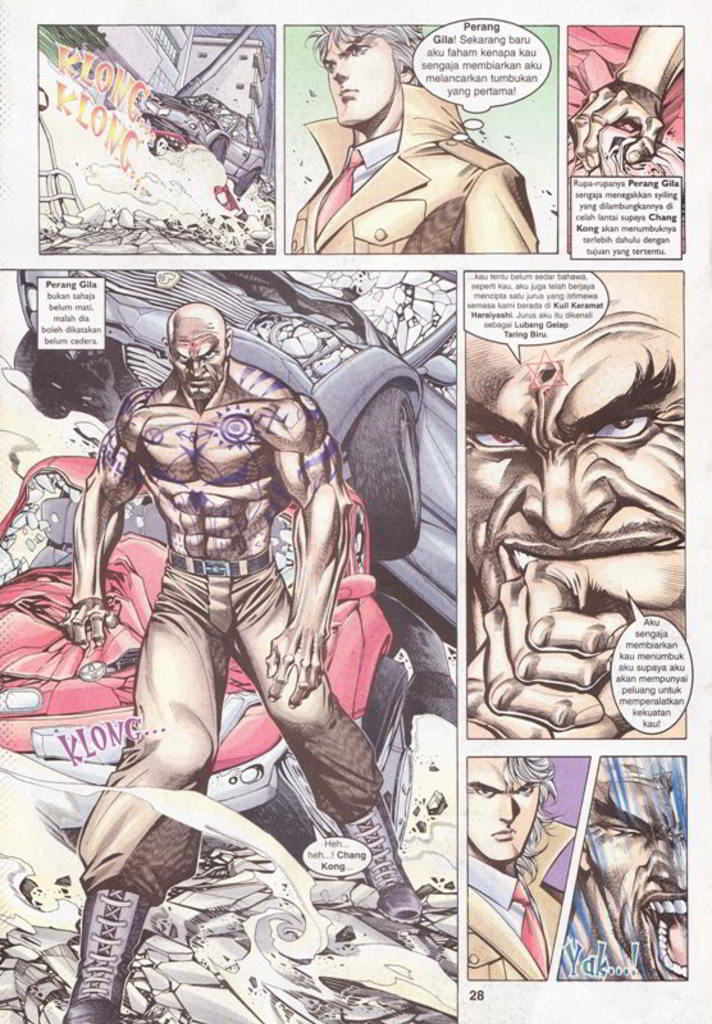 KLONG
KLONG...
Perang
Gila! Sekarang baru
aku faham kenapa kau
sengaja membiarkan aku
melancarkan tumbukan
yang pertama!
Rupa-rupanya Perang Gila
sengaja menegakkan syiling
yang dilambungkannya di
celah lantai supaya Chang
Kong akan menumbuknya
terlebih dahulu dengan
tujuan yang tertentu.
Perang Gila
bukan sahaja
belum mati,
malah dia
boleh dikatakan
belum cedera.
KLONG...
Heh...
heh...! Chang
Kong...
...kau tentu belum sedar bahawa,
seperti kau, aku juga telah berjaya
mencipta satu jurus yang istimewa
semasa kami berada di Kuil Keramat
Haraiyashi. Jurus aku itu dikenali
sebagai Lubang Gelap
Taring Biru.
Aku
sengaja
membiarkan
kau menumbuk
aku supaya aku
akan mempunyai
peluang untuk
memperalatkan
kekuatan
kau!
Yak...!
28